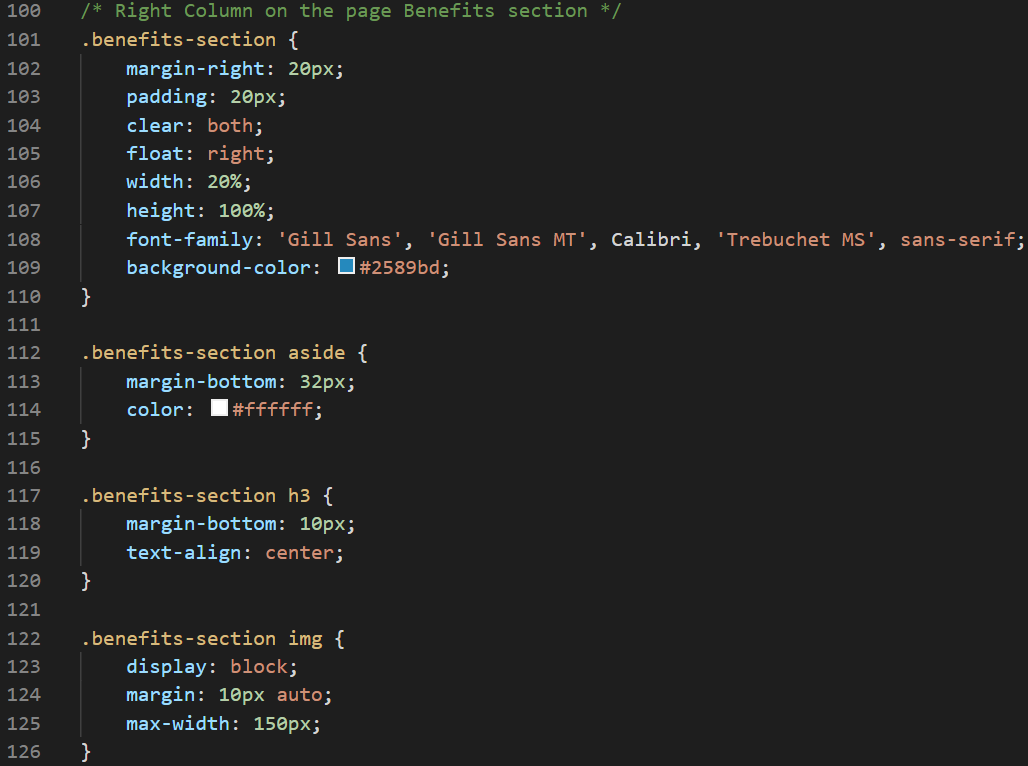 100 /* Right Column on the page Benefits section */
101 .benefits-section {
102     margin-right: 20px;
103     padding: 20px;
104     clear: both;
105     float: right;
106     width: 20%;
107     height: 100%;
108     font-family: 'Gill Sans', 'Gill Sans MT', Calibri, 'Trebuchet MS', sans-serif;
109     background-color: #2589bd;
110 }
111
112 .benefits-section aside {
113     margin-bottom: 32px;
114     color: #ffffff;
115 }
116
117 .benefits-section h3 {
118     margin-bottom: 10px;
119     text-align: center;
120 }
121
122 .benefits-section img {
123     display: block;
124     margin: 10px auto;
125     max-width: 150px;
126 }